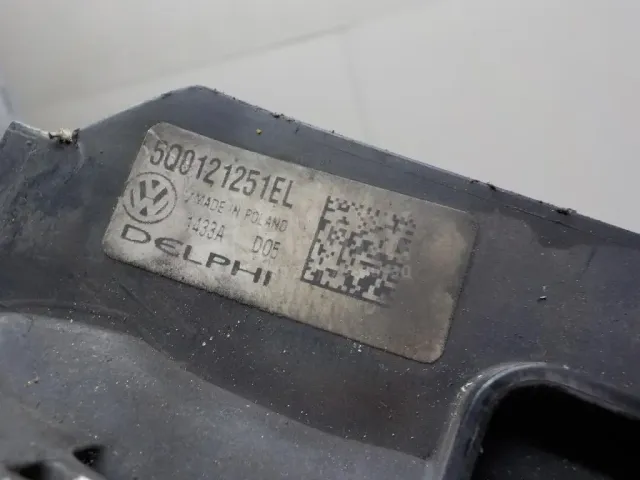 5Q0121251EL
MADE IN POLAND
1433A D05
DELPHI